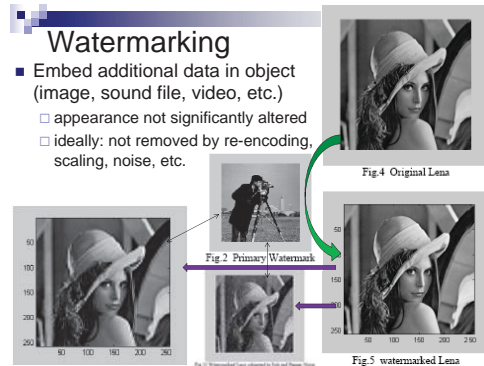 Watermarking
Embed additional data in object
(image, sound file, video, etc.)
appearance not significantly altered
ideally: not removed by re-encoding,
scaling, noise, etc.
Fig.4 Original Lena
Fig.2 Primary Watermark
50
100
150
200
250
50 100 150 200 250
50
100
150
200
250
50 100 150 200 250
Fig.5 watermarked Lena